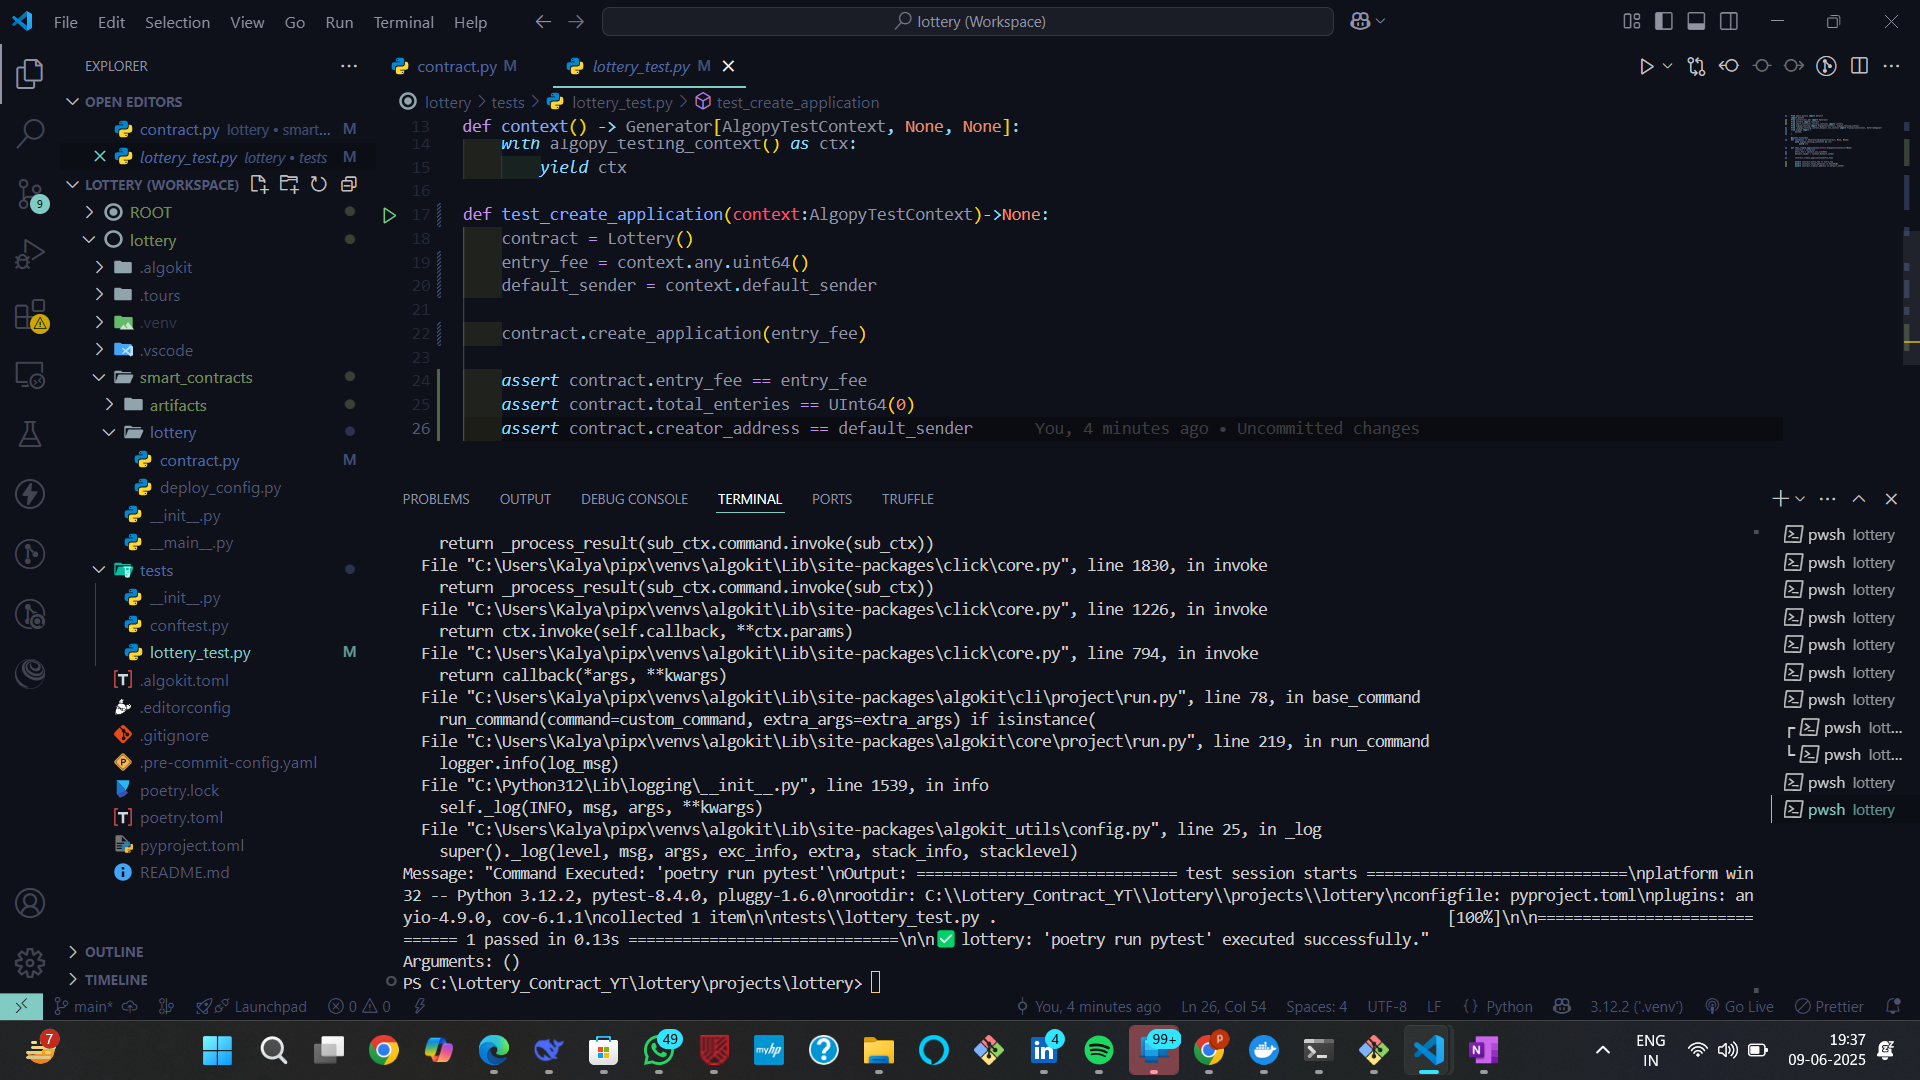 File Edit Selection View Go Run Terminal Help
lottery (Workspace)
EXPLORER
OPEN EDITORS
contract.py lottery • smart... M
lottery_test.py lottery • tests M
LOTTERY (WORKSPACE)
ROOT
lottery
.algokit
.tours
.venv
.vscode
smart_contracts
artifacts
lottery
contract.py M
deploy_config.py
__init__.py
__main__.py
tests
__init__.py
conftest.py
lottery_test.py M
.algokit.toml
.editorconfig
.gitignore
.pre-commit-config.yaml
poetry.lock
poetry.toml
pyproject.toml
README.md
OUTLINE
TIMELINE
9
contract.py M lottery_test.py M
lottery > tests > lottery_test.py > test_create_application
13 def context() -> Generator[AlgopyTestContext, None, None]:
14 with algopy_testing_context() as ctx:
15 yield ctx
16
17 def test_create_application(context:AlgopyTestContext)->None:
18 contract = Lottery()
19 entry_fee = context.any.uint64()
20 default_sender = context.default_sender
21
22 contract.create_application(entry_fee)
23
24 assert contract.entry_fee == entry_fee
25 assert contract.total_enteries == UInt64(0)
26 assert contract.creator_address == default_sender You, 4 minutes ago • Uncommitted changes
PROBLEMS OUTPUT DEBUG CONSOLE TERMINAL PORTS TRUFFLE
return _process_result(sub_ctx.command.invoke(sub_ctx))
File "C:\Users\Kalya\pipx\venvs\algokit\Lib\site-packages\click\core.py", line 1830, in invoke
return _process_result(sub_ctx.command.invoke(sub_ctx))
File "C:\Users\Kalya\pipx\venvs\algokit\Lib\site-packages\click\core.py", line 1226, in invoke
return ctx.invoke(self.callback, **ctx.params)
File "C:\Users\Kalya\pipx\venvs\algokit\Lib\site-packages\click\core.py", line 794, in invoke
return callback(*args, **kwargs)
File "C:\Users\Kalya\pipx\venvs\algokit\Lib\site-packages\algokit\cli\project\run.py", line 78, in base_command
run_command(command=custom_command, extra_args=extra_args) if isinstance(
File "C:\Users\Kalya\pipx\venvs\algokit\Lib\site-packages\algokit\core\project\run.py", line 219, in run_command
logger.info(log_msg)
File "C:\Python312\Lib\logging\__init__.py", line 1539, in info
self._log(INFO, msg, args, **kwargs)
File "C:\Users\Kalya\pipx\venvs\algokit\Lib\site-packages\algokit_utils\config.py", line 25, in _log
super()._log(level, msg, args, exc_info, extra, stack_info, stacklevel)
Message: "Command Executed: 'poetry run pytest'\nOutput: ============================= test session starts =============================\nplatform win
32 -- Python 3.12.2, pytest-8.4.0, pluggy-1.6.0\nrootdir: C:\\Lottery_Contract_YT\\lottery\\projects\\lottery\nconfigfile: pyproject.toml\nplugins: an
yio-4.9.0, cov-6.1.1\ncollected 1 item\n\ntests\\lottery_test.py . [100%]\n\n=======================
====== 1 passed in 0.13s =============================\n\n✅ lottery: 'poetry run pytest' executed successfully."
Arguments: ()
PS C:\Lottery_Contract_YT\lottery\projects\lottery>
pwsh lottery
pwsh lottery
pwsh lottery
pwsh lottery
pwsh lottery
pwsh lottery
pwsh lottery
pwsh lott...
pwsh lott...
pwsh lottery
pwsh lottery
main* Launchpad 0 0 You, 4 minutes ago Ln 26, Col 54 Spaces: 4 UTF-8 LF {} Python 3.12.2 ('.venv') Go Live Prettier
7 49 myhp 4 99+ P ENG
IN
19:37
09-06-2025